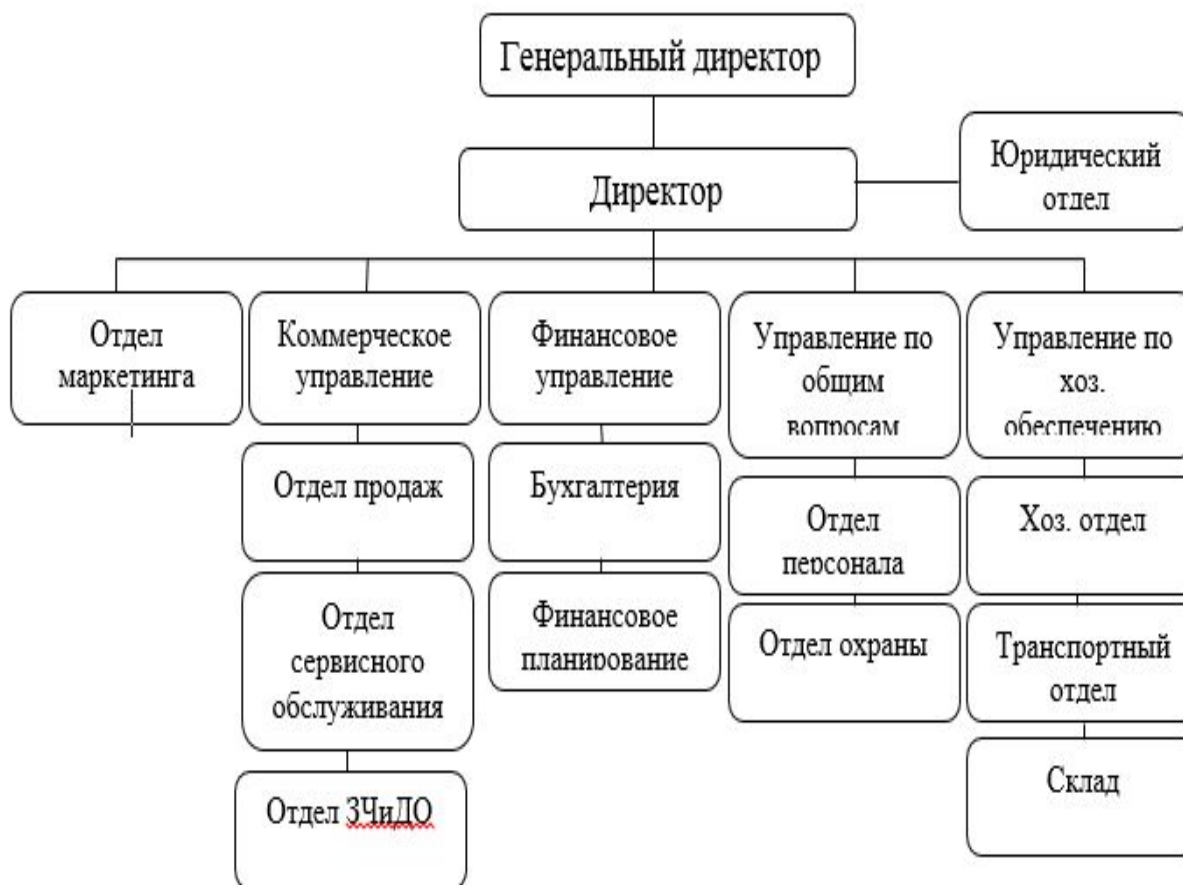 Генеральный директор
Юридический
отдел
Директор
Отдел
маркетинга
Коммерческое
управление
Финансовое
управление
Управление по
общим
вопросам
Управление по
хоз.
обеспечению
Отдел продаж
Бухгалтерия
Отдел
персонала
Хоз. отдел
Отдел
сервисного
обслуживания
Финансовое
планирование
Отдел охраны
Транспортный
отдел
Отдел ЗЧиДО
Склад